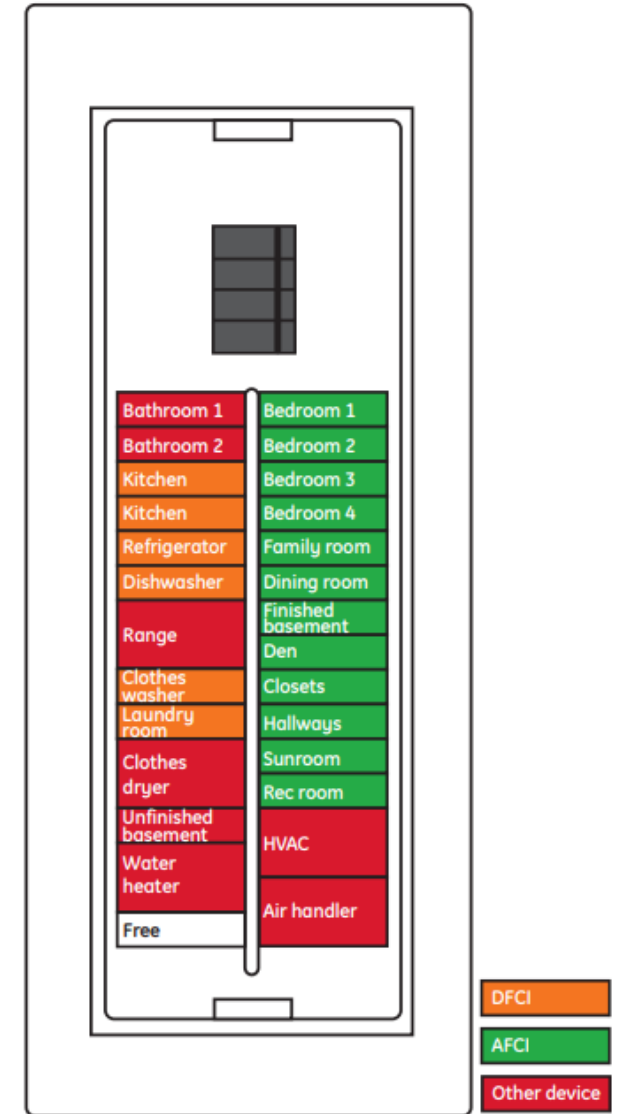 Bathroom 1
Bathroom 2
Kitchen
Kitchen
Refrigerator
Dishwasher
Range
Clothes
washer
Laundry
room
Clothes
dryer
Unfinished
basement
Water
heater
Free
Bedroom 1
Bedroom 2
Bedroom 3
Bedroom 4
Family room
Dining room
Finished
basement
Den
Closets
Hallways
Sunroom
Rec room
HVAC
Air handler
DFCI
AFCI
Other device